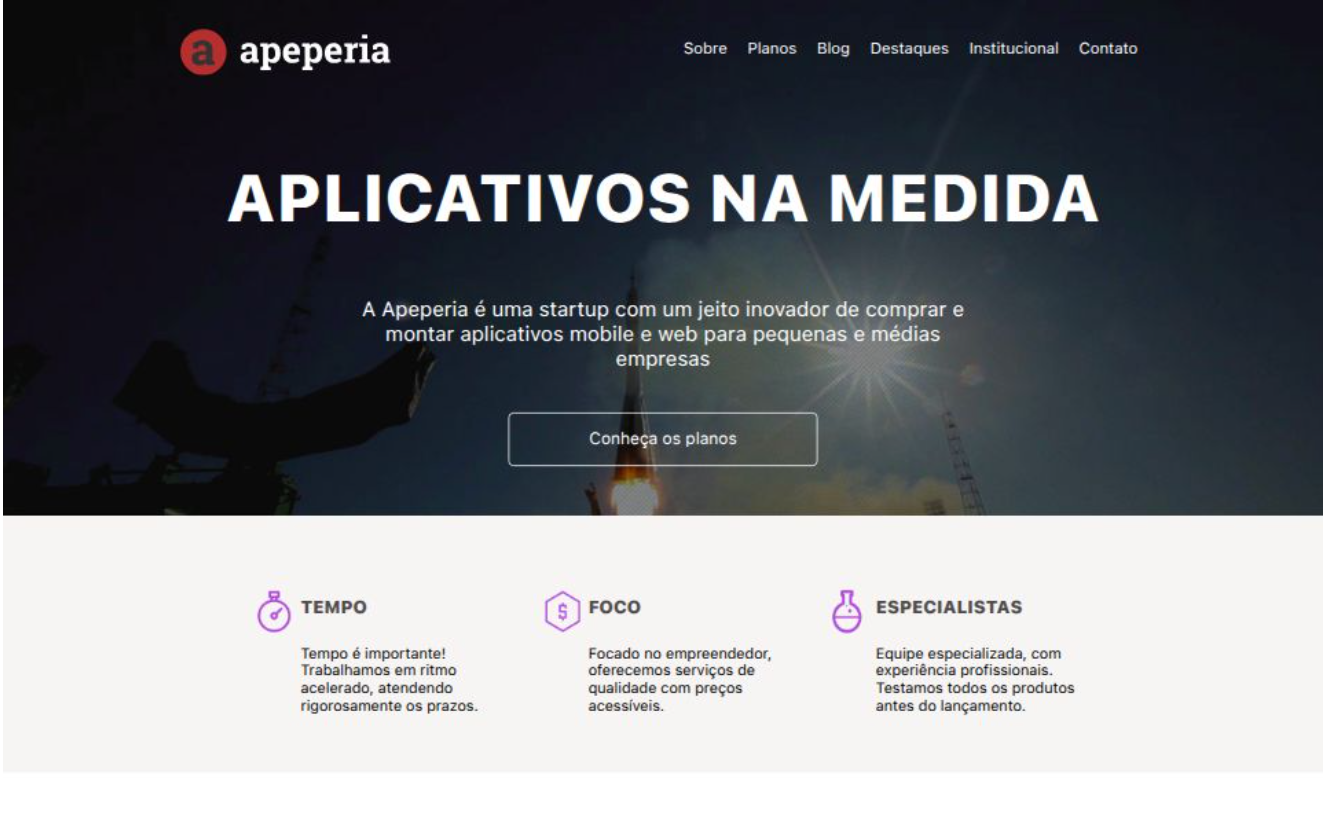 a apeperia
Sobre Planos Blog Destaques Institucional Contato
APLICATIVOS NA MEDIDA
A Apeperia é uma startup com um jeito inovador de comprar e
montar aplicativos mobile e web para pequenas e médias
empresas
Conheça os planos
TEMPO
Tempo é importante!
Trabalhamos em ritmo
acelerado, atendendo
rigorosamente os prazos.
$
FOCO
Focado no empreendedor,
oferecemos serviços de
qualidade com preços
acessíveis.
ESPECIALISTAS
Equipe especializada, com
experiência profissionais.
Testamos todos os produtos
antes do lançamento.